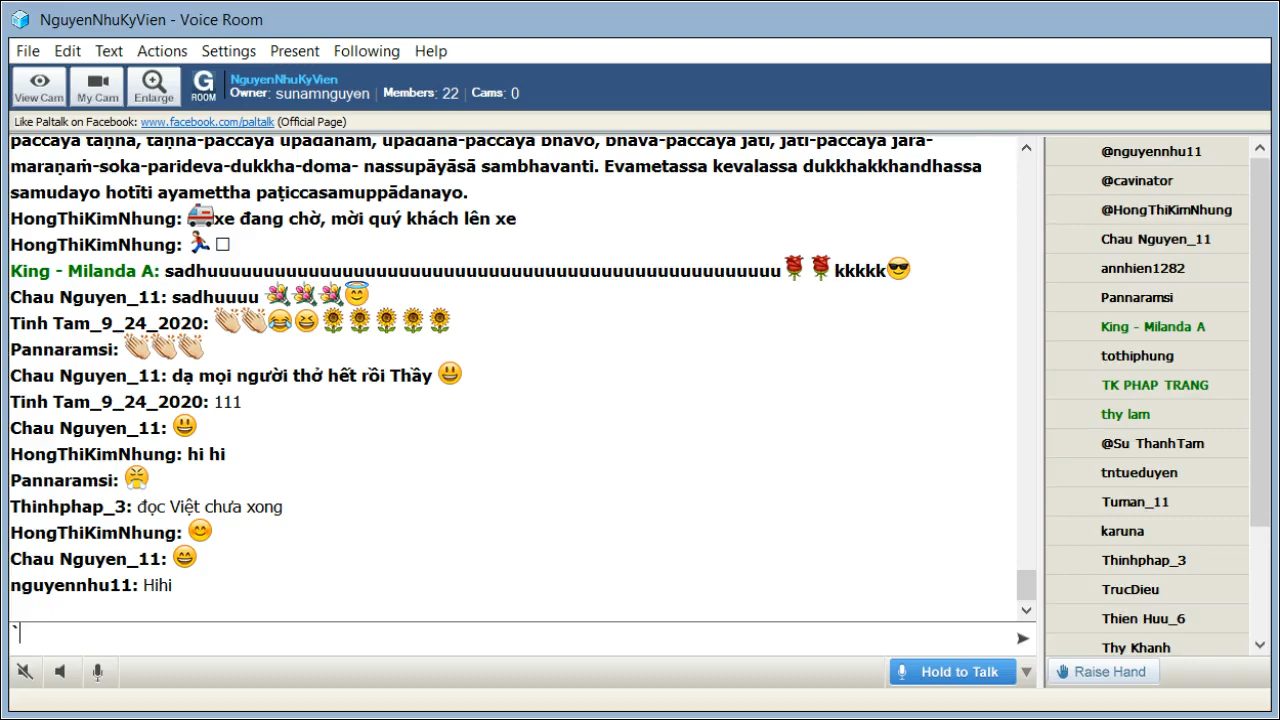 NguyenNhuKyVien - Voice Room
File Edit Text Actions Settings Present Following Help
View Cam My Cam Enlarge G ROOM NguyenNhuKyVien
Owner: sunamnguyen Members: 22 Cams: 0
Like Paltalk on Facebook: www.facebook.com/paltalk (Official Page)
paccayā taṇhā, taṇhā-paccayā upādānaṁ, upādāna-paccayā bhavo, bhava-paccayā jāti, jāti-paccayā jarā-
maraṇaṁ-soka-parideva-dukkha-doma- nassupāyāsā sambhavanti. Evametassa kevalassa dukkhakkhandhassa
samudayo hotīti ayamettha paṭiccasamuppādanayo.
HongThiKimNhung: 🚑xe đang chờ, mời quý khách lên xe
HongThiKimNhung: 🏃□
King - Milanda A: sadhuuuuuuuuuuuuuuuuuuuuuuuuuuuuuuuuuuuuuuuuuuuuuuuuuuu🌹🌹kkkkk😎
Chau Nguyen_11: sadhuuuu 💐💐💐😇
Tinh Tam_9_24_2020: 👏👏😂😆🌻🌻🌻🌻🌻
Pannaramsi: 👏👏👏
Chau Nguyen_11: dạ mọi người thở hết rồi Thầy 😃
Tinh Tam_9_24_2020: 111
Chau Nguyen_11: 😃
HongThiKimNhung: hi hi
Pannaramsi: 😤
Thinhphap_3: đọc Việt chưa xong
HongThiKimNhung: 😊
Chau Nguyen_11: 😄
nguyennhu11: Hihi
`
Hold to Talk
@nguyennhu11
@cavinator
@HongThiKimNhung
Chau Nguyen_11
annhien1282
Pannaramsi
King - Milanda A
tothiphung
TK PHAP TRANG
thy lam
@Su ThanhTam
tntueduyen
Tuman_11
karuna
Thinhphap_3
TrucDieu
Thien Huu_6
Thy Khanh
Raise Hand